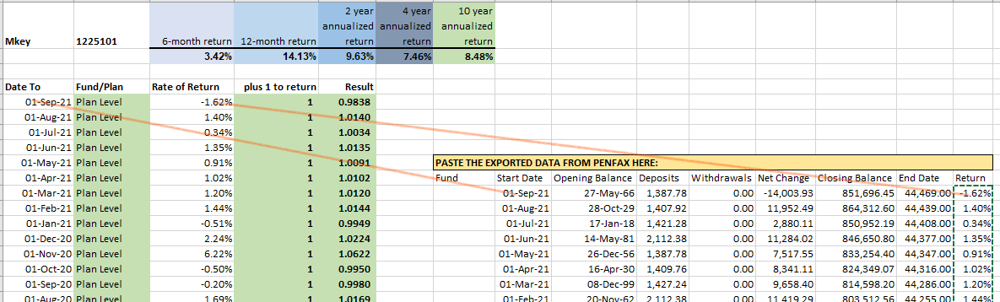 2 year 4 year 10 year
annualized annualized annualized
Mkey 1225101 6-month return 12-month return return return return
3.42% 14.13% 9.63% 7.46% 8.48%
Date To Fund/Plan Rate of Return plus 1 to return Result
01-Sep-21 Plan Level -1.62% 1 0.9838
01-Aug-21 Plan Level 1.40% 1 1.0140
01-Jul-21 Plan Level 0.34% 1 1.0034
01-Jun-21 Plan Level 1.35% 1 1.0135
01-May-21 Plan Level 0.91% 1 1.0091 PASTE THE EXPORTED DATA FROM PENFAX HERE:
01-Apr-21 Plan Level 1.02% 1 1.0102 Fund Start Date Opening Balance Deposits Withdrawals Net Change Closing Balance End Date Return
01-Mar-21 Plan Level 1.20% 1 1.0120 01-Sep-21 27-May-66 1,387.78 0.00 -14,003.93 851,696.45 44,469.00 -1.62%
01-Feb-21 Plan Level 1.44% 1 1.0144 01-Aug-21 28-Oct-29 1,407.92 0.00 11,952.49 864,312.60 44,439.00 1.40%
01-Jan-21 Plan Level -0.51% 1 0.9949 01-Jul-21 17-Jan-18 1,421.28 0.00 2,880.11 850,952.19 44,408.00 0.34%
01-Dec-20 Plan Level 2.24% 1 1.0224 01-Jun-21 14-May-81 2,112.38 0.00 11,284.02 846,650.80 44,377.00 1.35%
01-Nov-20 Plan Level 6.22% 1 1.0622 01-May-21 26-Dec-56 1,387.78 0.00 7,517.55 833,254.40 44,347.00 0.91%
01-Oct-20 Plan Level -0.50% 1 0.9950 01-Apr-21 16-Apr-30 1,409.76 0.00 8,341.11 824,349.07 44,316.00 1.02%
01-Sep-20 Plan Level -0.20% 1 0.9980 01-Mar-21 08-Dec-99 1,427.24 0.00 9,658.40 814,598.20 44,286.00 1.20%
01-Aug-20 Plan Level 1.69% 1 1.0169 01-Feb-21 20-Nov-62 2,112.38 0.00 11,419.29 803,512.56 44,255.00 1.44%